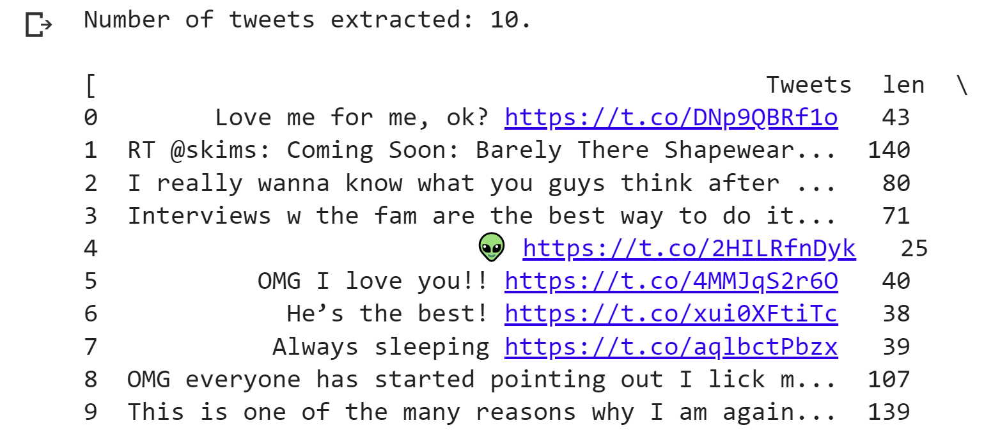 Number of tweets extracted: 10.
[ Tweets len \
0 Love me for me, ok? https://t.co/DNp9QBRf1o 43
1 RT @skims: Coming Soon: Barely There Shapewear... 140
2 I really wanna know what you guys think after ... 80
3 Interviews w the fam are the best way to do it... 71
4 👽 https://t.co/2HILRfnDyk 25
5 OMG I love you!! https://t.co/4MMJqS2r6O 40
6 He’s the best! https://t.co/xui0XFtiTc 38
7 Always sleeping https://t.co/aqlbctPbzx 39
8 OMG everyone has started pointing out I lick m... 107
9 This is one of the many reasons why I am again... 139